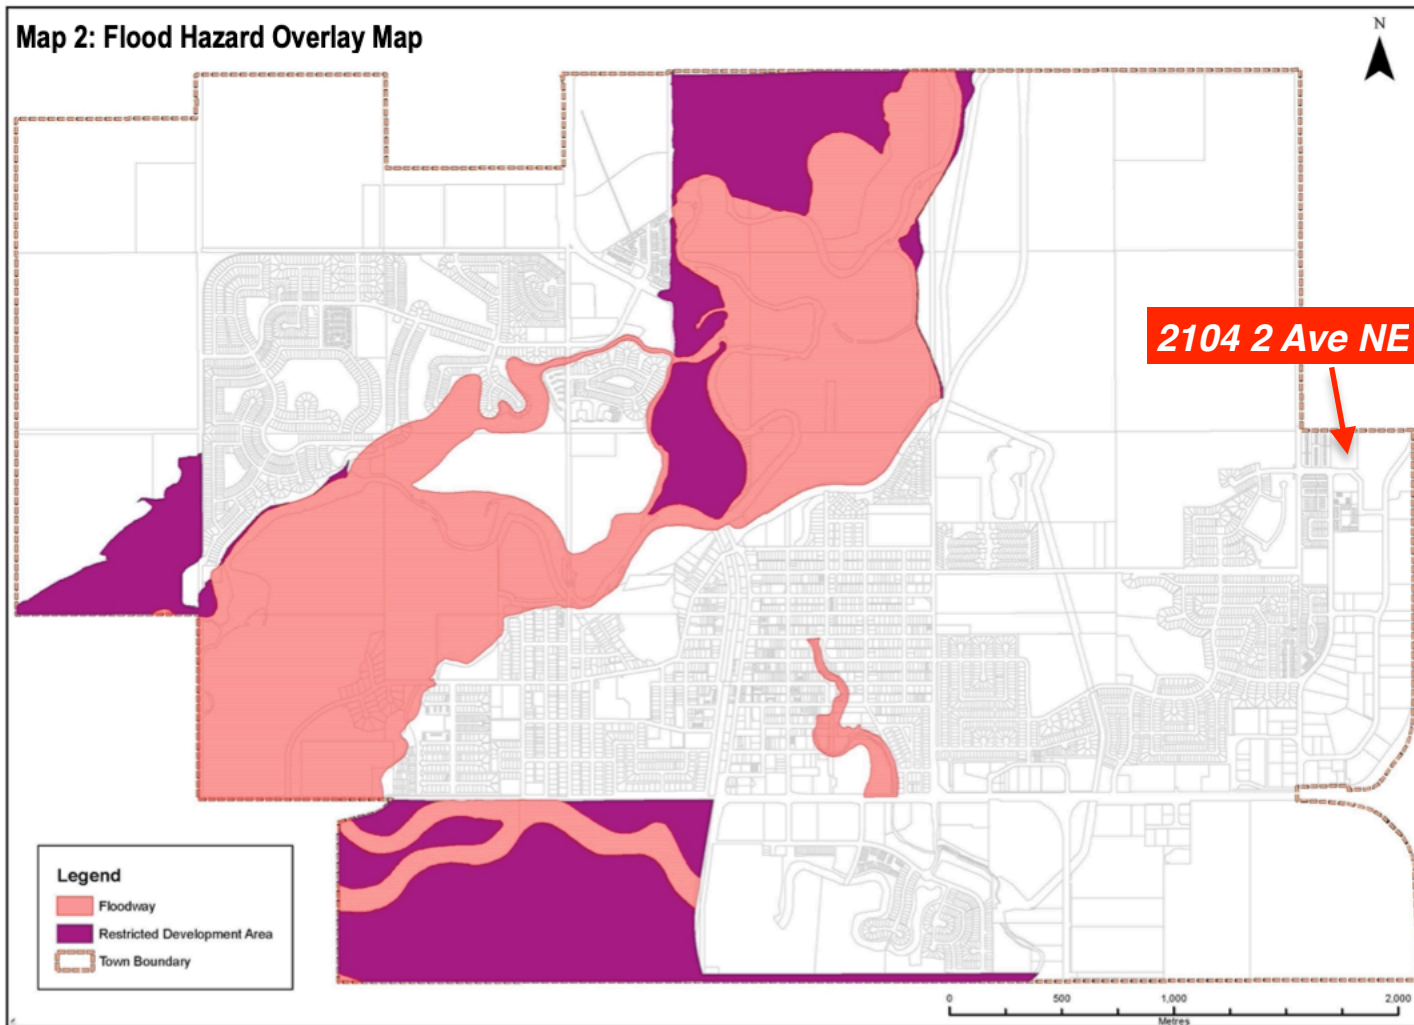 Map 2: Flood Hazard Overlay Map
N
2104 2 Ave NE
Legend
Floodway
Restricted Development Area
Town Boundary
0 500 1,000 2,000
Metres